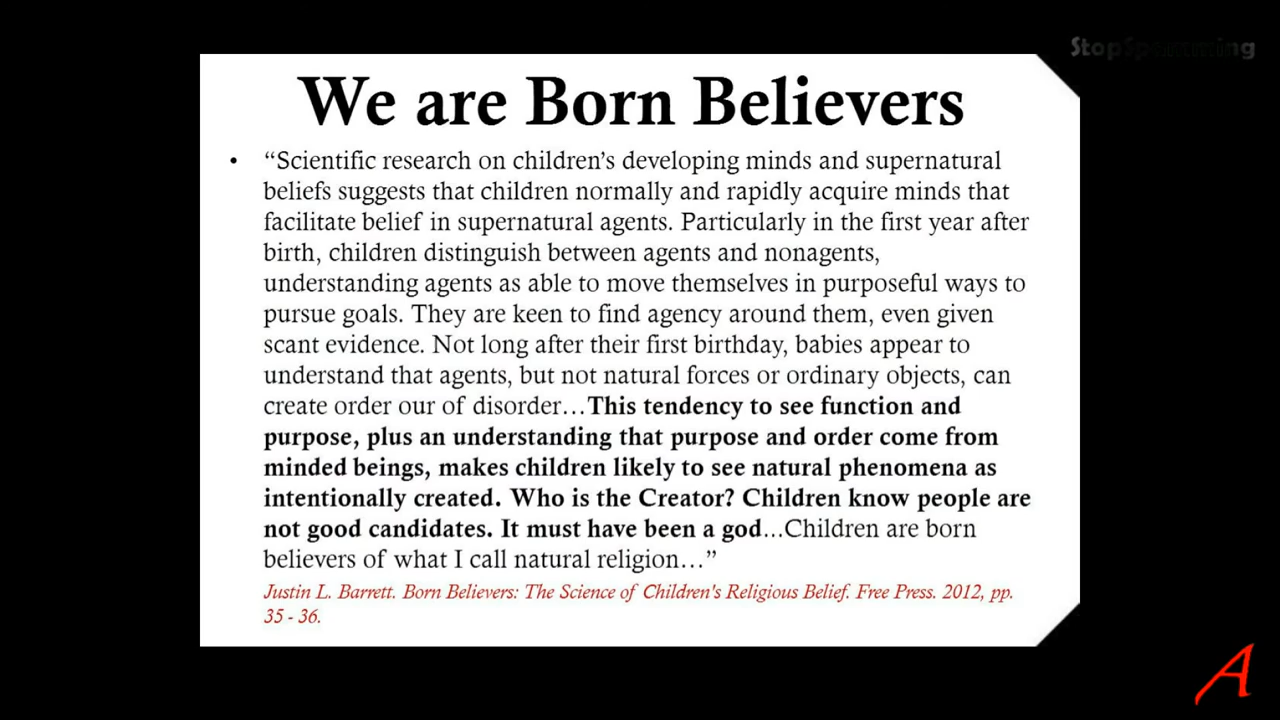 StopSpamming
We are Born Believers
• “Scientific research on children’s developing minds and supernatural
beliefs suggests that children normally and rapidly acquire minds that
facilitate belief in supernatural agents. Particularly in the first year after
birth, children distinguish between agents and nonagents,
understanding agents as able to move themselves in purposeful ways to
pursue goals. They are keen to find agency around them, even given
scant evidence. Not long after their first birthday, babies appear to
understand that agents, but not natural forces or ordinary objects, can
create order our of disorder…This tendency to see function and
purpose, plus an understanding that purpose and order come from
minded beings, makes children likely to see natural phenomena as
intentionally created. Who is the Creator? Children know people are
not good candidates. It must have been a god…Children are born
believers of what I call natural religion…”
Justin L. Barrett. Born Believers: The Science of Children's Religious Belief. Free Press. 2012, pp.
35 - 36.
A